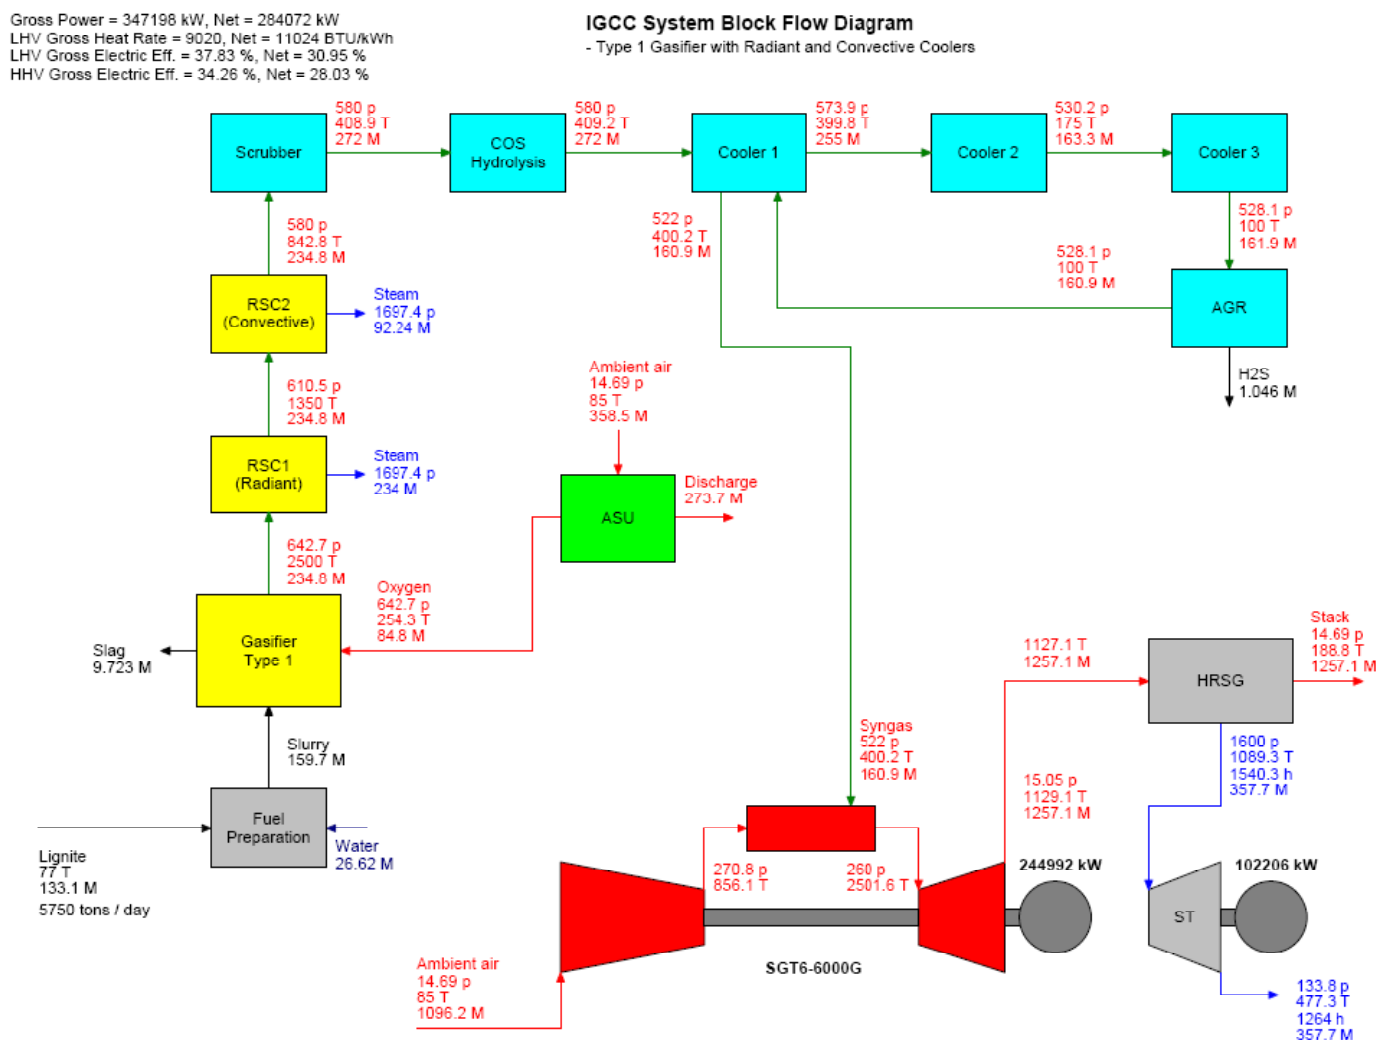 Gross Power = 347198 kW, Net = 284072 kW
LHV Gross Heat Rate = 9020, Net = 11024 BTU/kWh
LHV Gross Electric Eff. = 37.83 %, Net = 30.95 %
HHV Gross Electric Eff. = 34.26 %, Net = 28.03 %
IGCC System Block Flow Diagram
- Type 1 Gasifier with Radiant and Convective Coolers
Scrubber
580 p
408.9 T
272 M
COS
Hydrolysis
580 p
409.2 T
272 M
Cooler 1
573.9 p
399.8 T
255 M
Cooler 2
530.2 p
175 T
163.3 M
Cooler 3
580 p
842.8 T
234.8 M
522 p
400.2 T
160.9 M
528.1 p
100 T
160.9 M
528.1 p
100 T
161.9 M
RSC2
(Convective)
Steam
1697.4 p
92.24 M
AGR
H2S
1.046 M
610.5 p
1350 T
234.8 M
Ambient air
14.69 p
85 T
358.5 M
RSC1
(Radiant)
Steam
1697.4 p
234 M
ASU
Discharge
273.7 M
642.7 p
2500 T
234.8 M
Oxygen
642.7 p
254.3 T
84.8 M
Slag
9.723 M
Gasifier
Type 1
1127.1 T
1257.1 M
HRSG
Stack
14.69 p
188.8 T
1257.1 M
Slurry
159.7 M
Syngas
522 p
400.2 T
160.9 M
1600 p
1089.3 T
1540.3 h
357.7 M
15.05 p
1129.1 T
1257.1 M
Fuel
Preparation
Water
26.62 M
Lignite
77 T
133.1 M
5750 tons / day
270.8 p
856.1 T
260 p
2501.6 T
244992 kW
102206 kW
ST
SGT6-6000G
Ambient air
14.69 p
85 T
1096.2 M
133.8 p
477.3 T
1264 h
357.7 M